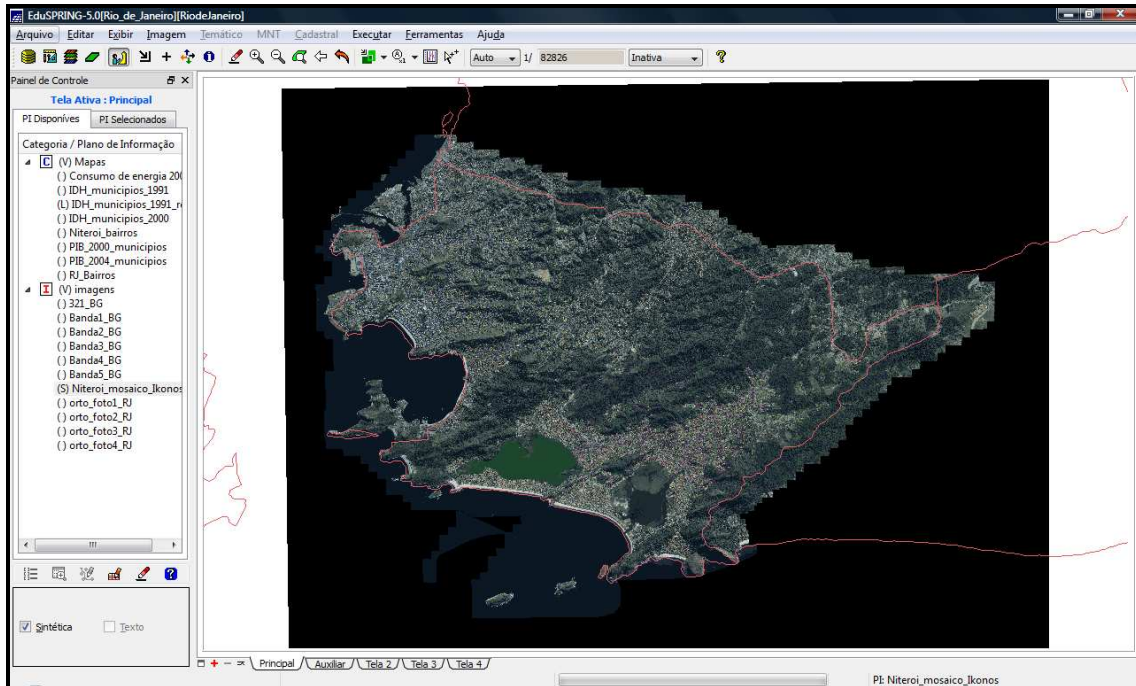 EduSPRING-5.0[Rio_de_Janeiro][RiodeJaneiro]
Arquivo Editar Exibir Imagem Temático MNT Cadastral Executar Ferramentas Ajuda
Auto 1/ 82826 Inativa
Painel de Controle
Tela Ativa : Principal
PI Disponíves PI Selecionados
Categoria / Plano de Informação
C (V) Mapas
( ) Consumo de energia 200
( ) IDH_municipios_1991
(L) IDH_municipios_1991_r
( ) IDH_municipios_2000
( ) Niteroi_bairros
( ) PIB_2000_municipios
( ) PIB_2004_municipios
( ) RJ_Bairros
I (V) imagens
( ) 321_BG
( ) Banda1_BG
( ) Banda2_BG
( ) Banda3_BG
( ) Banda4_BG
( ) Banda5_BG
(S) Niteroi_mosaico_Ikonos
( ) orto_foto1_RJ
( ) orto_foto2_RJ
( ) orto_foto3_RJ
( ) orto_foto4_RJ
Sintética Texto
Principal Auxiliar Tela 2 Tela 3 Tela 4
PI: Niteroi_mosaico_Ikonos